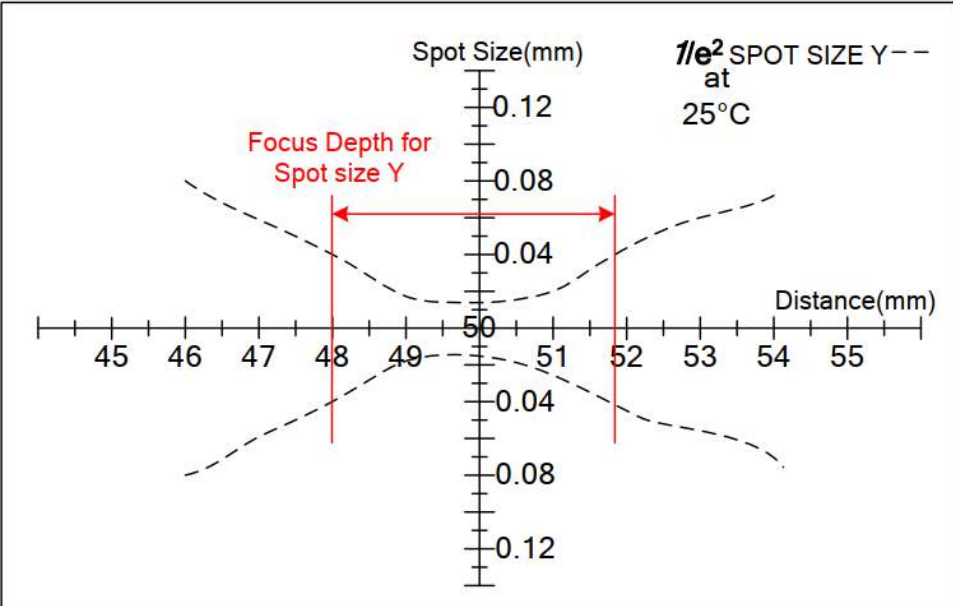 Spot Size(mm)
1/e² SPOT SIZE Y--
at
25°C
0.12
Focus Depth for
Spot size Y
0.08
0.04
Distance(mm)
50
45 46 47 48 49 51 52 53 54 55
0.04
0.08
0.12